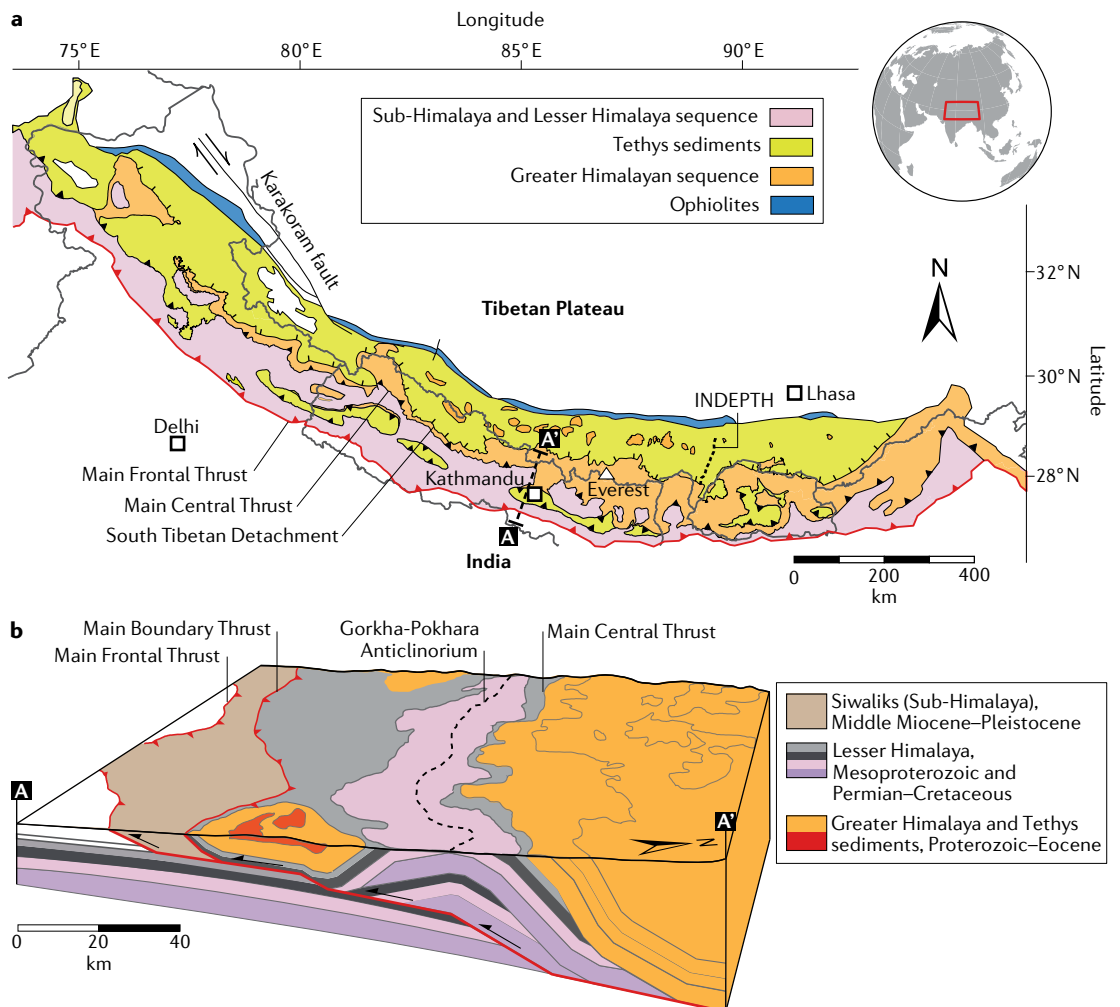 a
Longitude
75° E
80° E
85° E
90° E
Sub-Himalaya and Lesser Himalaya sequence
Tethys sediments
Greater Himalayan sequence
Ophiolites
Karakoram fault
N
32° N
Tibetan Plateau
Latitude
30° N
INDEPTH
Lhasa
Delhi
A'
28° N
Main Frontal Thrust
Kathmandu
Everest
Main Central Thrust
South Tibetan Detachment
A
India
0 200 400
km
b
Main Boundary Thrust
Gorkha-Pokhara
Anticlinorium
Main Central Thrust
Main Frontal Thrust
Siwaliks (Sub-Himalaya),
Middle Miocene–Pleistocene
Lesser Himalaya,
Mesoproterozoic and
Permian–Cretaceous
Greater Himalaya and Tethys
sediments, Proterozoic–Eocene
A
A'
N
0 20 40
km